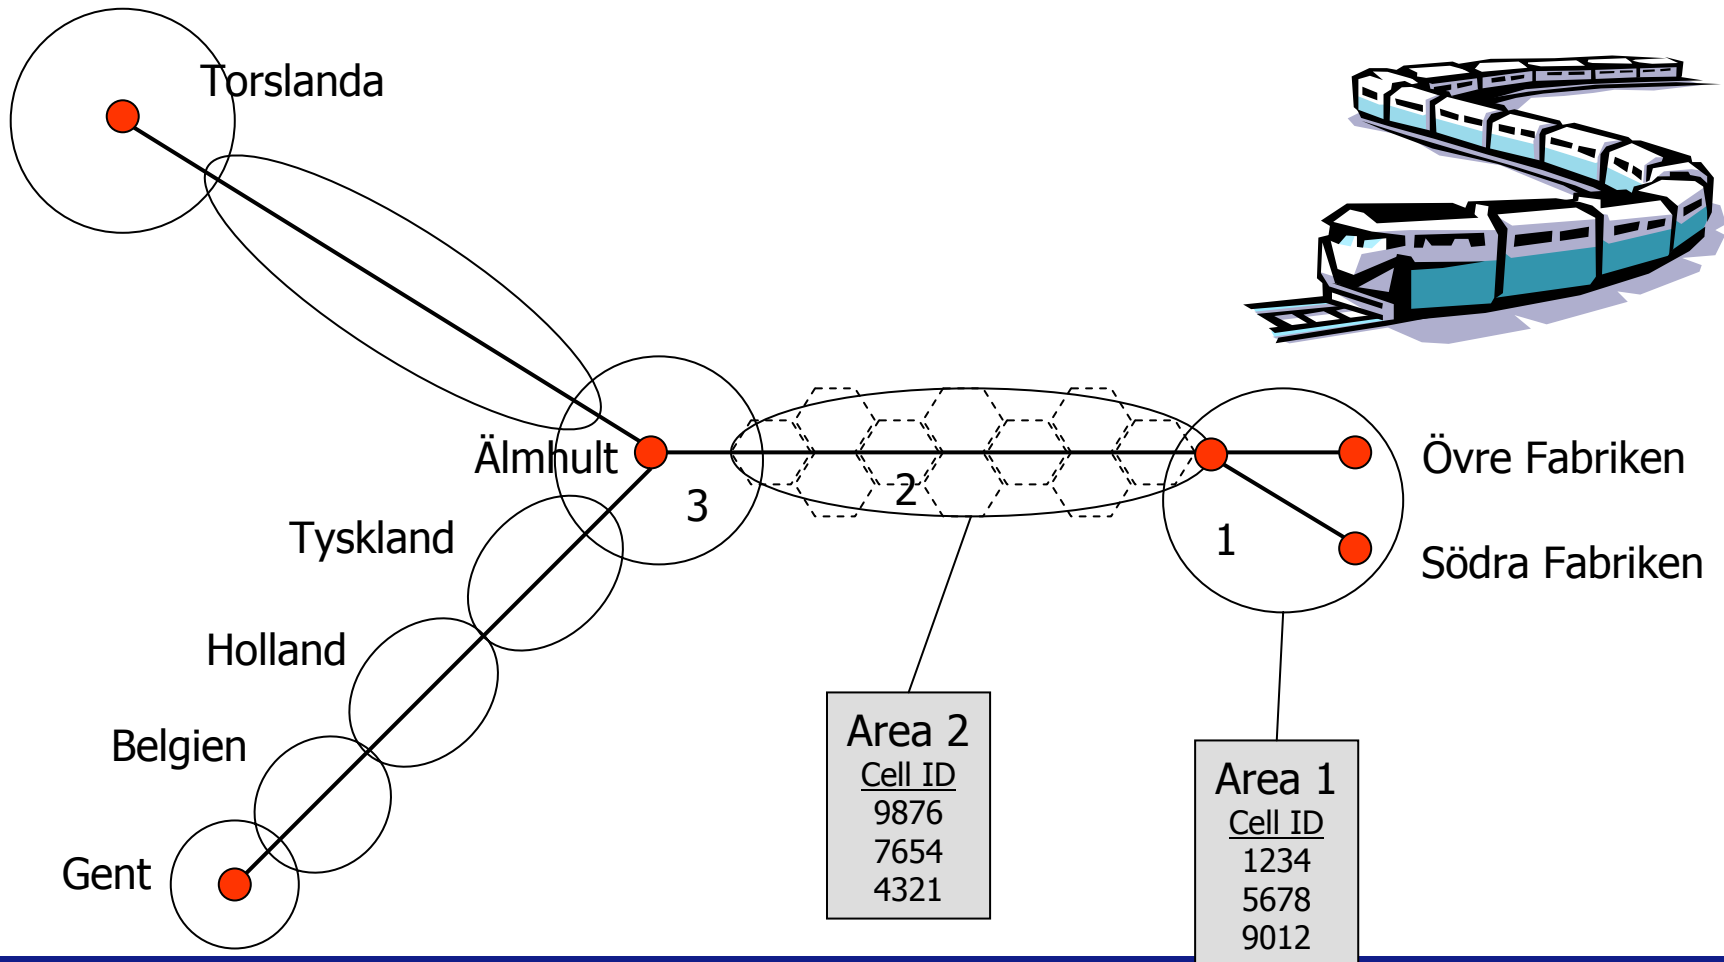 Torslanda
Älmhult
Övre Fabriken
3
2
1
Tyskland
Södra Fabriken
Holland
Belgien
Gent
Area 2
Cell ID
9876
7654
4321
Area 1
Cell ID
1234
5678
9012